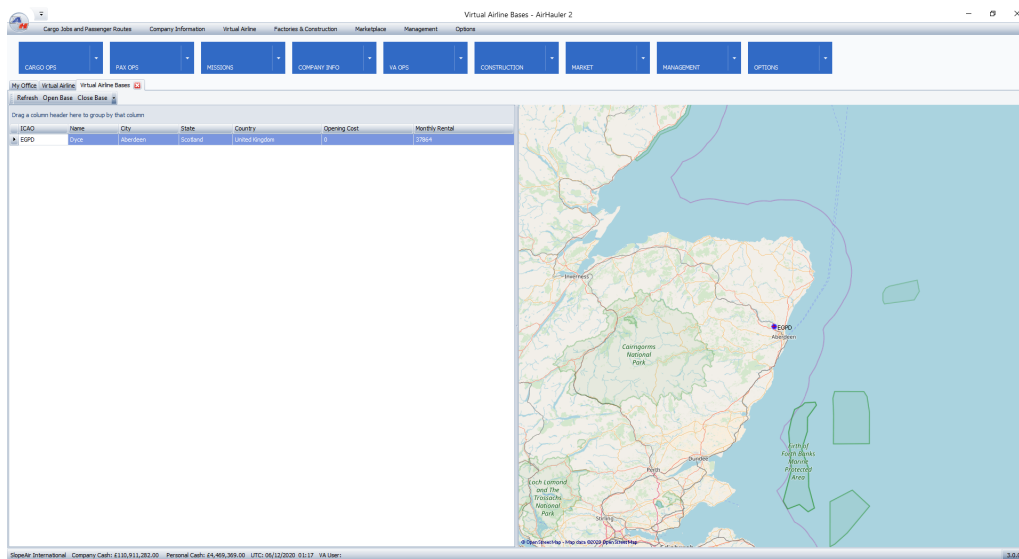 Virtual Airline Bases - AirHauler 2
Cargo Jobs and Passenger Routes Company Information Virtual Airline Factories & Construction Marketplace Management Options
CARGO OPS PAX OPS MISSIONS COMPANY INFO VA OPS CONSTRUCTION MARKET MANAGEMENT OPTIONS
My Office Virtual Airline Virtual Airline Bases
Refresh Open Base Close Base
Drag a column header here to group by that column
ICAO Name City State Country Opening Cost Monthly Rental
EGPD Dyce Aberdeen Scotland United Kingdom 0 37864
Inverness
EGPD
Aberdeen
Cairngorms
National
Park
Firth of
Forth Banks
Marine
Protected
Area
Dundee
Perth
Loch Lomond
and The
Trossachs
National
Park
Stirling
© OpenStreetMap - Map data ©2020 OpenStreetMap
SlopeAir International Company Cash: £110,911,282.00 Personal Cash: £4,469,369.00 UTC: 06/12/2020 01:17 VA User: